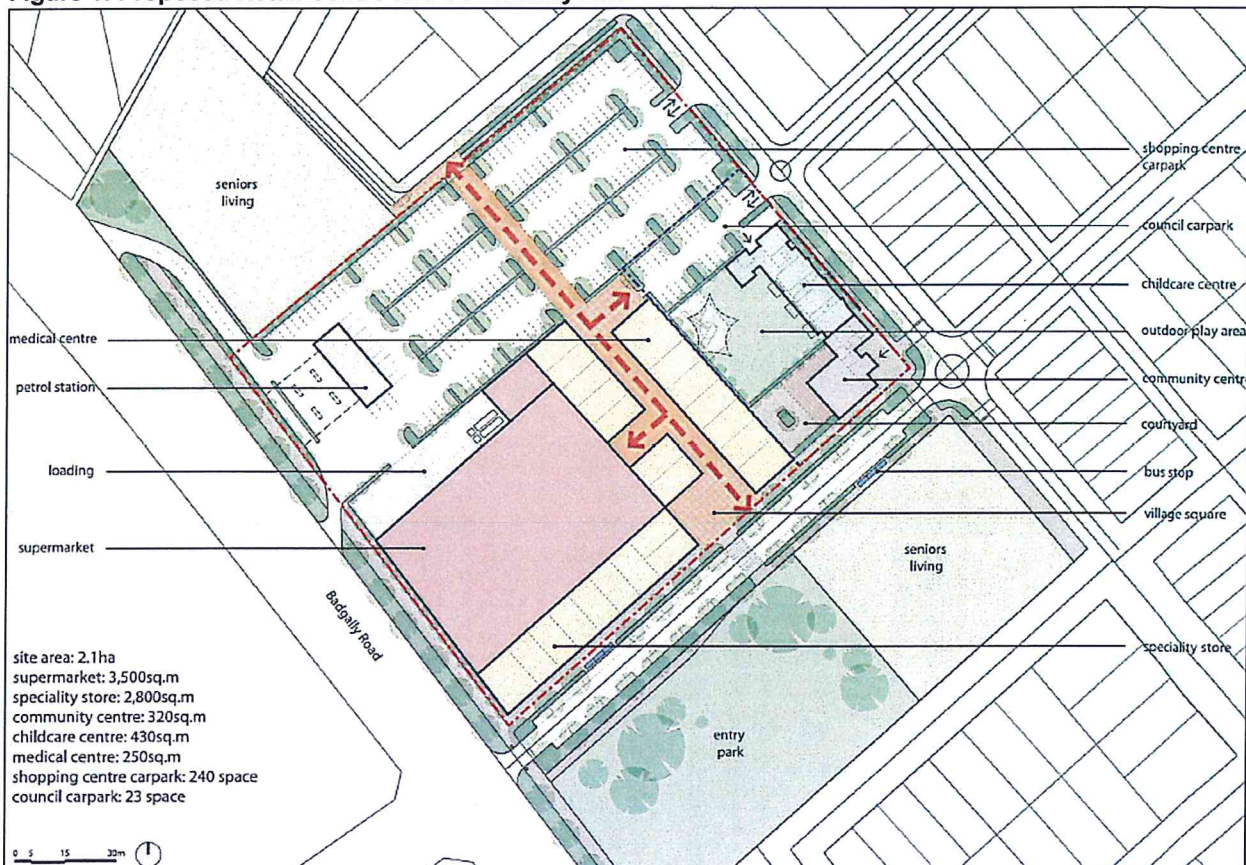 seniors
living
shopping centre
carpark
council carpark
childcare centre
medical centre
outdoor play area
petrol station
community centre
courtyard
loading
bus stop
village square
supermarket
seniors
living
Badgally Road
speciality store
entry
park
site area: 2.1ha
supermarket: 3,500sq.m
speciality store: 2,800sq.m
community centre: 320sq.m
childcare centre: 430sq.m
medical centre: 250sq.m
shopping centre carpark: 240 space
council carpark: 23 space
0 5 15 30m